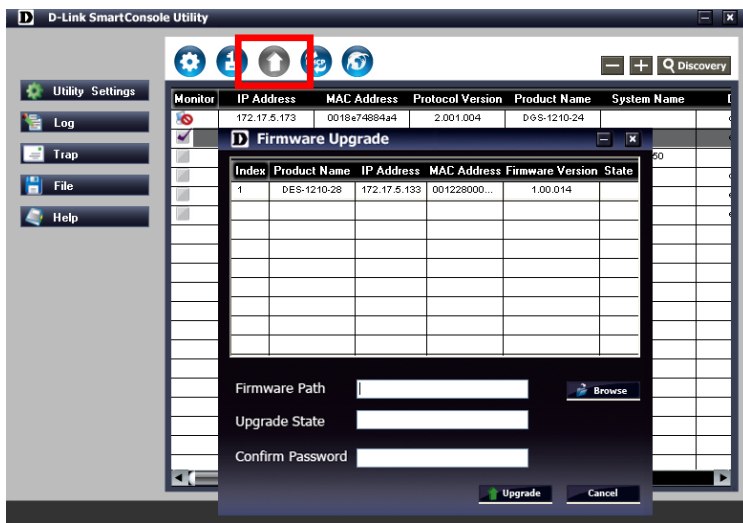 D-Link SmartConsole Utility
Discovery
Utility Settings
Log
Trap
File
Help
Monitor IP Address MAC Address Protocol Version Product Name System Name
172.17.5.173 0018e74884a4 2.001.004 DGS-1210-24
50
Firmware Upgrade
Index Product Name IP Address MAC Address Firmware Version State
1 DES-1210-28 172.17.5.133 001228000... 1.00.014
Firmware Path
Browse
Upgrade State
Confirm Password
Upgrade Cancel